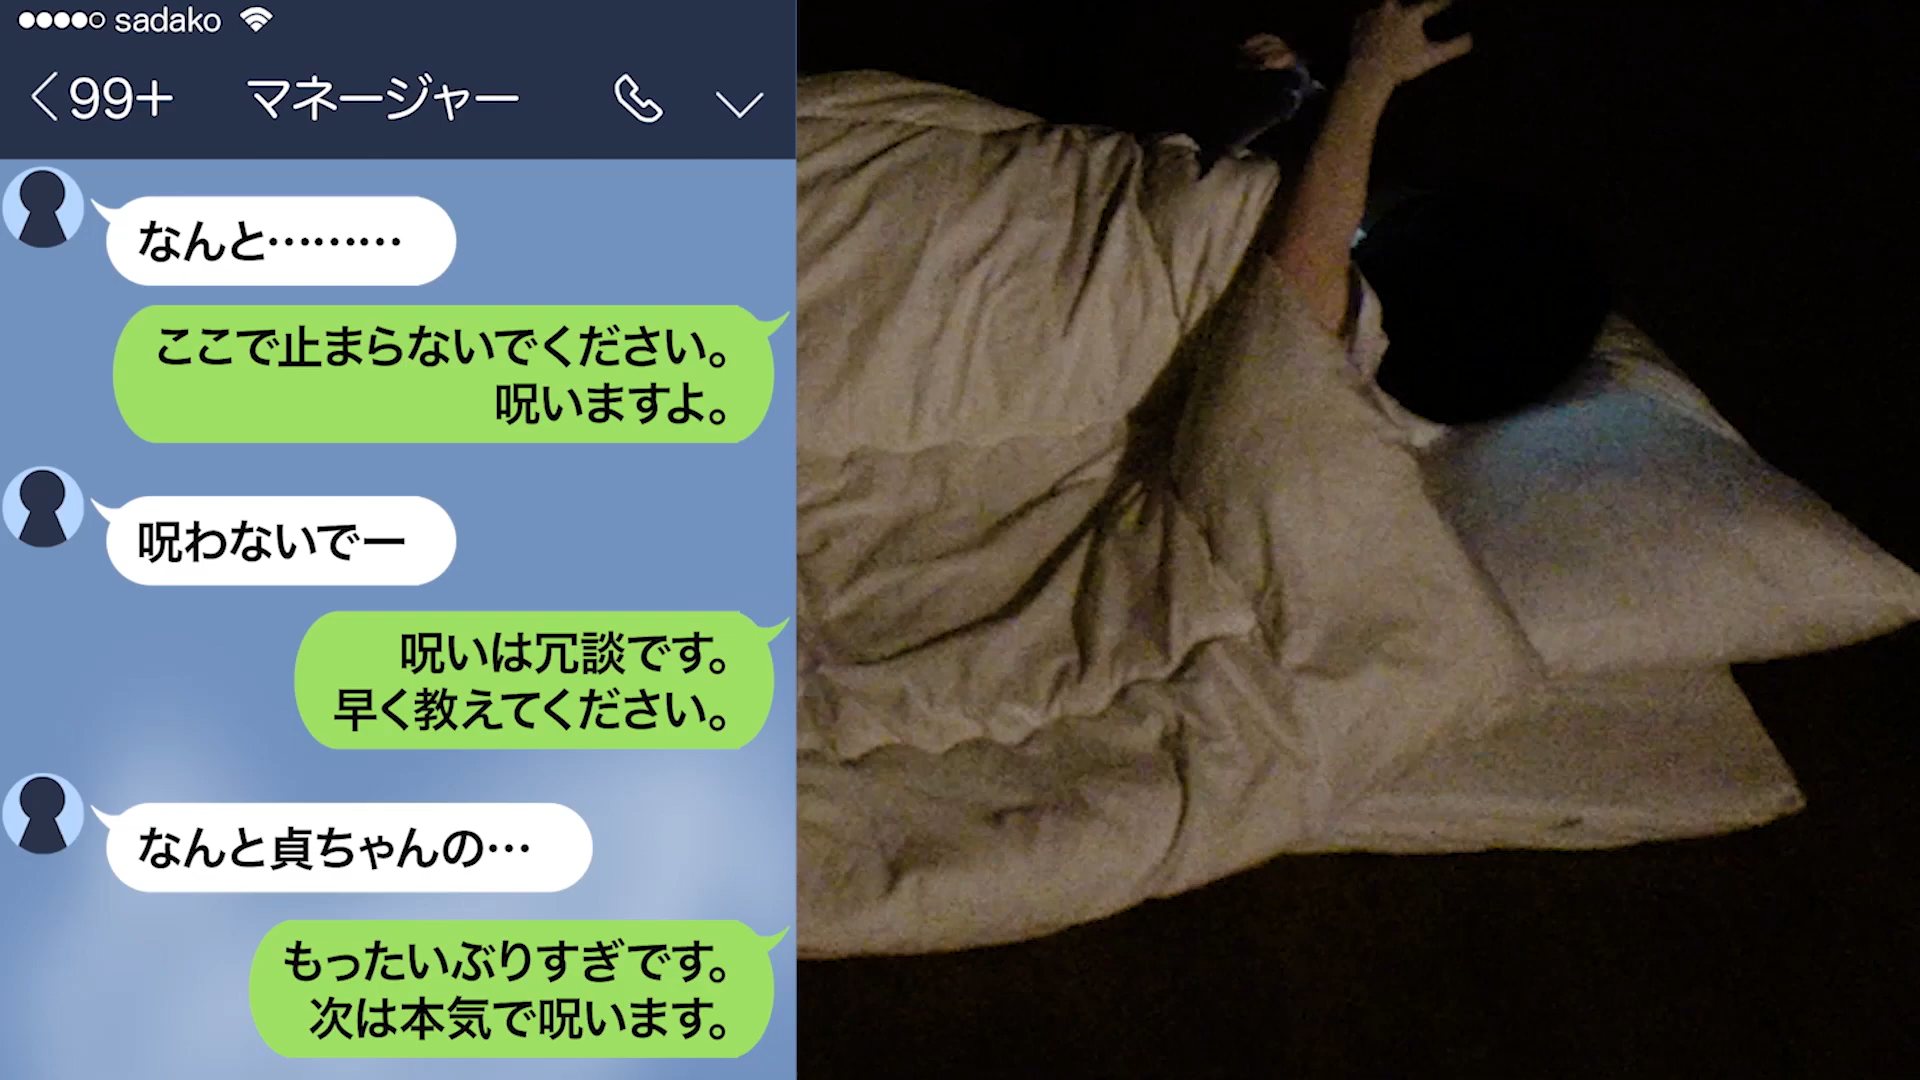 sadako
99+ マネージャー
なんと………
ここで止まらないでください。
呪いますよ。
呪わないでー
呪いは冗談です。
早く教えてください。
なんと貞ちゃんの…
もったいぶりすぎです。
次は本気で呪います。